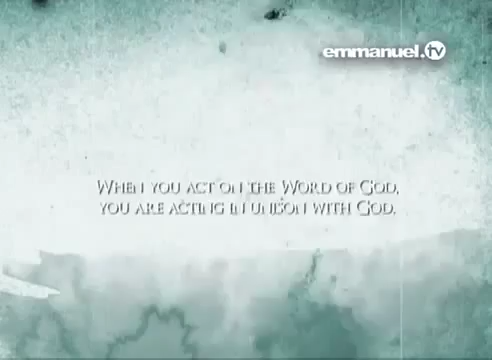 emmanuel.tv
When you act on the Word of God,
you are acting in unison with God.